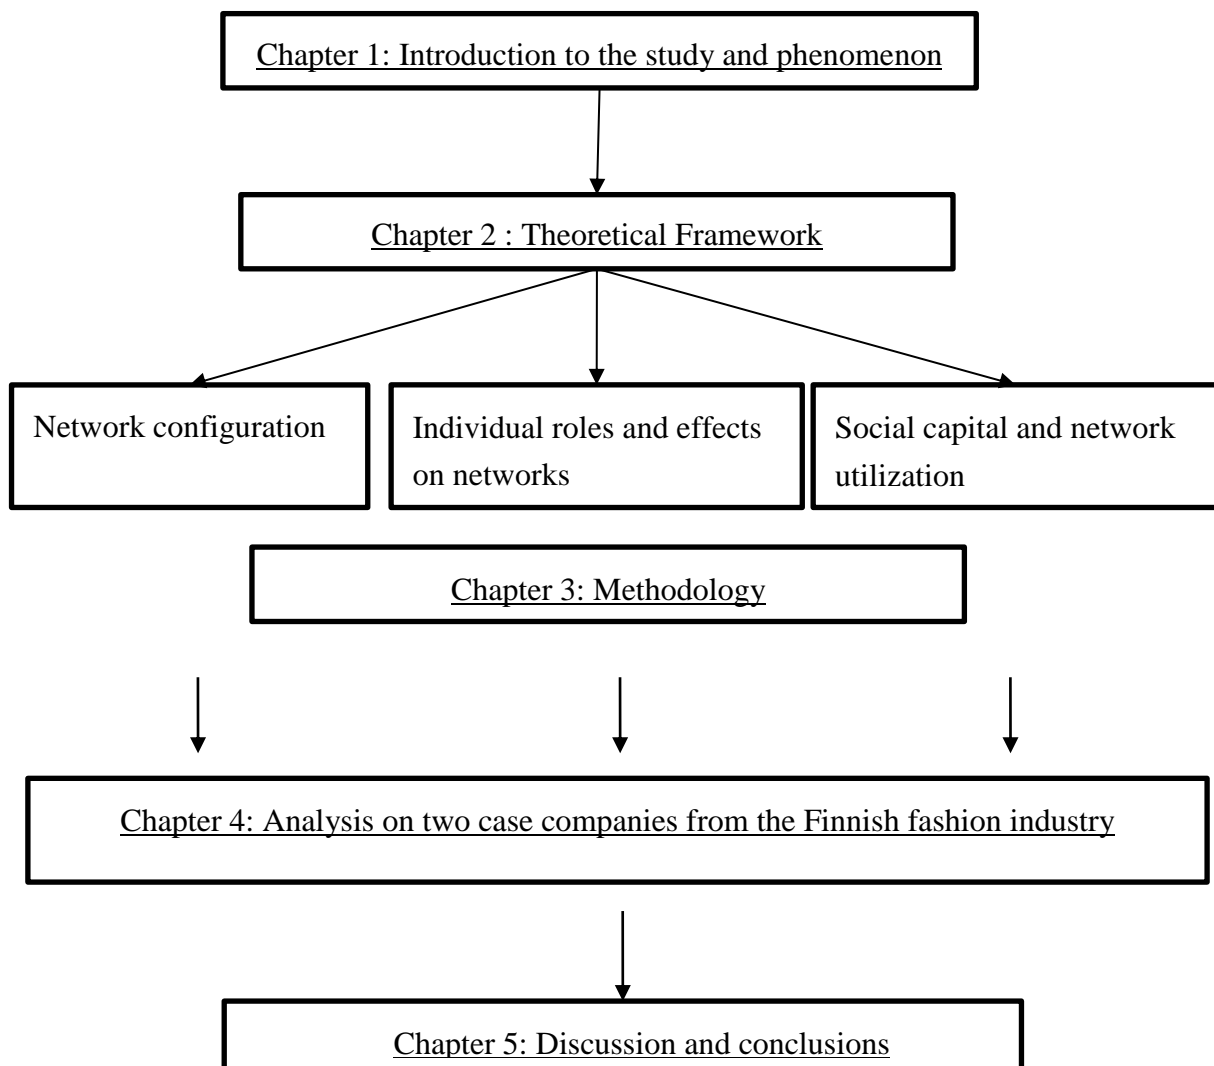 Chapter 1: Introduction to the study and phenomenon
Chapter 2 : Theoretical Framework
Network configuration
Individual roles and effects
on networks
Social capital and network
utilization
Chapter 3: Methodology
Chapter 4: Analysis on two case companies from the Finnish fashion industry
Chapter 5: Discussion and conclusions